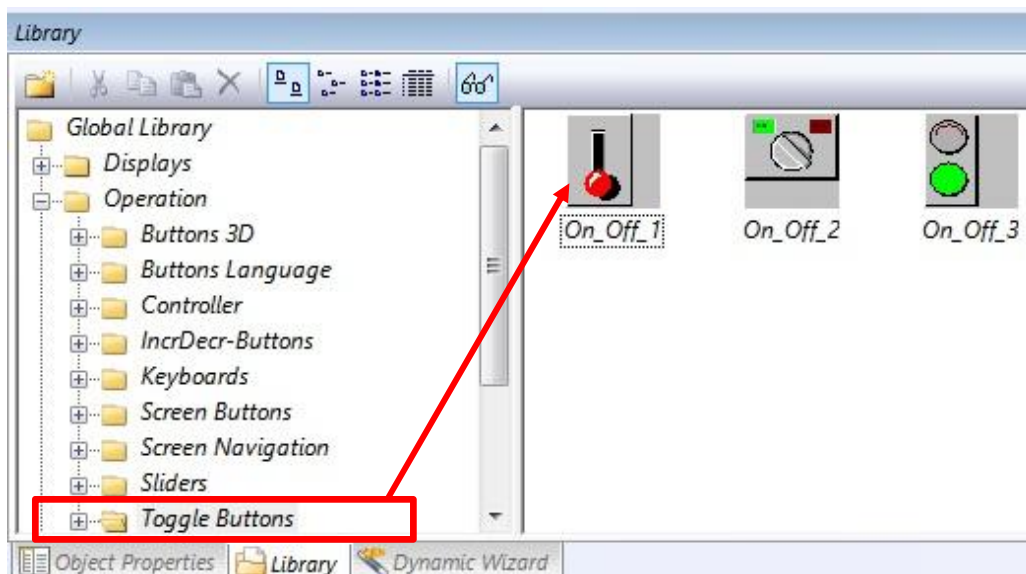 Library
Global Library
Displays
Operation
Buttons 3D
Buttons Language
Controller
IncrDecr-Buttons
Keyboards
Screen Buttons
Screen Navigation
Sliders
Toggle Buttons
On_Off_1
On_Off_2
On_Off_3
Object Properties
Library
Dynamic Wizard